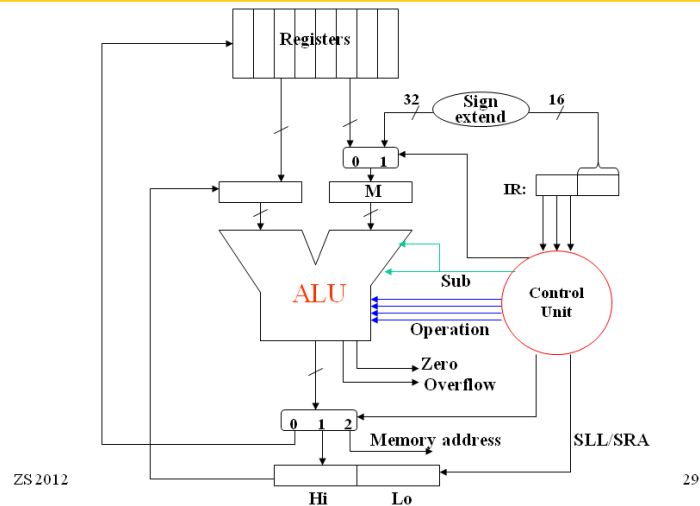 Registers
32
Sign
extend
16
0 1
M
IR:
ALU
Sub
Control
Unit
Operation
Zero
Overflow
0 1 2
Memory address
SLL/SRA
ZS 2012
29
Hi
Lo